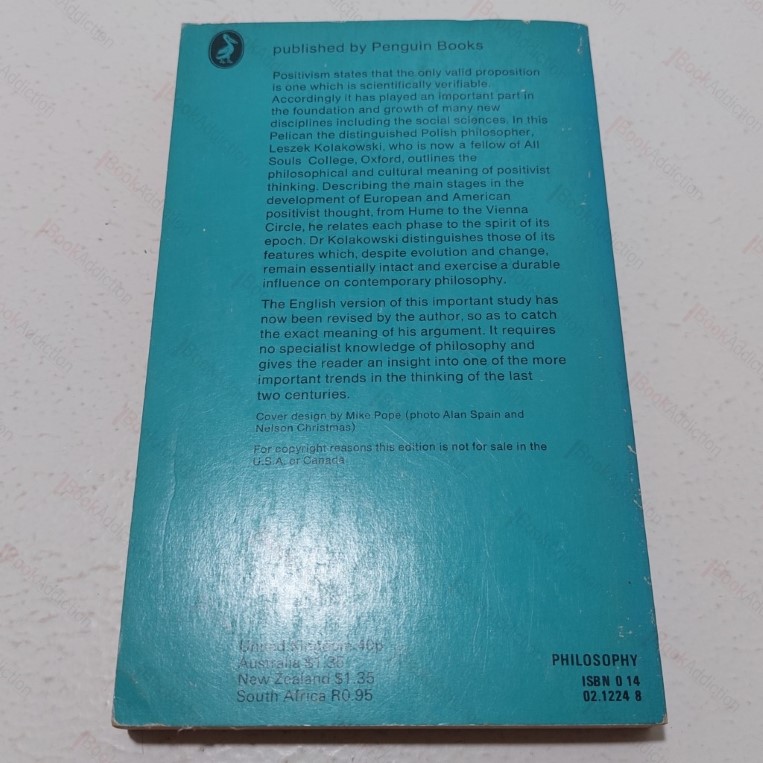 published by Penguin Books
Positivism states that the only valid proposition
is one which is scientifically verifiable.
Accordingly it has played an important part in
the foundation and growth of many new
disciplines including the social sciences. In this
Pelican the distinguished Polish philosopher,
Leszek Kolakowski, who is now a fellow of All
Souls College, Oxford, outlines the
philosophical and cultural meaning of positivist
thinking. Describing the main stages in the
development of European and American
positivist thought, from Hume to the Vienna
Circle, he relates each phase to the spirit of its
epoch. Dr Kolakowski distinguishes those of its
features which, despite evolution and change,
remain essentially intact and exercise a durable
influence on contemporary philosophy.
The English version of this important study has
now been revised by the author, so as to catch
the exact meaning of his argument. It requires
no specialist knowledge of philosophy and
gives the reader an insight into one of the more
important trends in the thinking of the last
two centuries.
Cover design by Mike Pope (photo Alan Spain and
Nelson Christmas)
For copyright reasons this edition is not for sale in the
U.S.A. or Canada
United Kingdom 40p
Australia $1.35
New Zealand $1.35
South Africa R0.95
PHILOSOPHY
ISBN 0 14
02.1224 8
BookAddiction